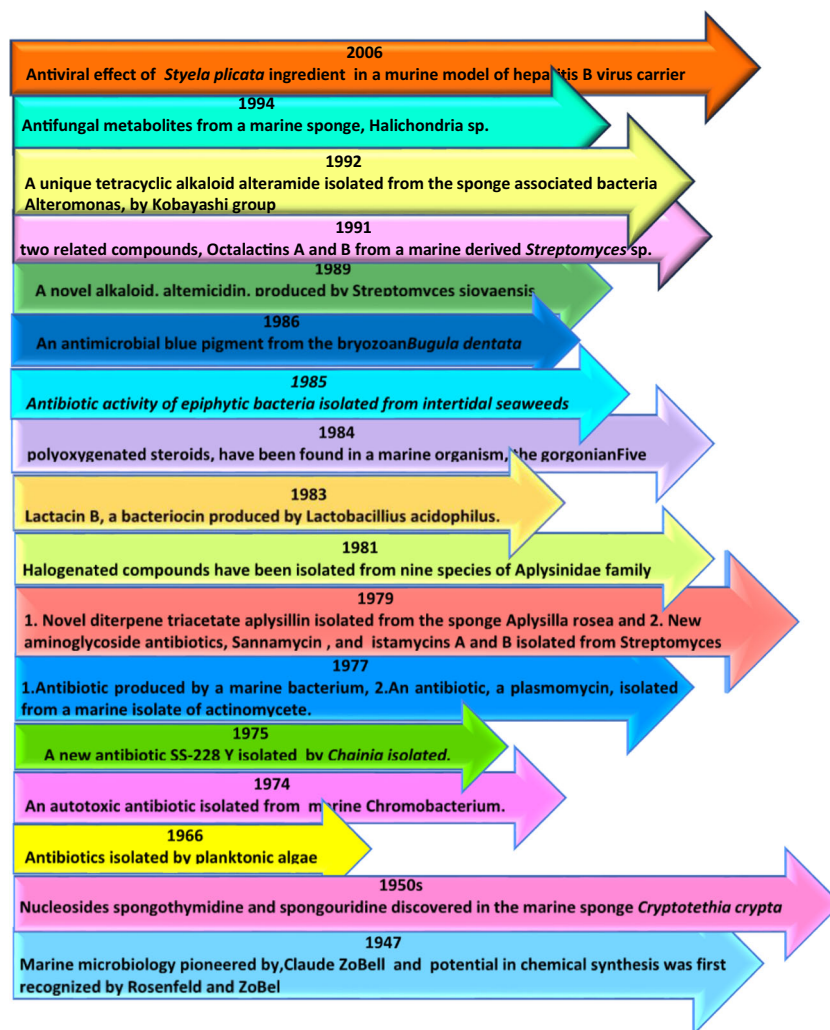 2006
Antiviral effect of Styela plicata ingredient in a murine model of hepatitis B virus carrier
1994
Antifungal metabolites from a marine sponge, Halichondria sp.
1992
A unique tetracyclic alkaloid alteramide isolated from the sponge associated bacteria
Alteromonas, by Kobayashi group
1991
two related compounds, Octalactins A and B from a marine derived Streptomyces sp.
1989
A novel alkaloid, altemicidin, produced by Streptomyces sioyaensis
1986
An antimicrobial blue pigment from the bryozoanBugula dentata
1985
Antibiotic activity of epiphytic bacteria isolated from intertidal seaweeds
1984
polyoxygenated steroids, have been found in a marine organism, the gorgonianFive
1983
Lactacin B, a bacteriocin produced by Lactobacillius acidophilus.
1981
Halogenated compounds have been isolated from nine species of Aplysinidae family
1979
1. Novel diterpene triacetate aplysillin isolated from the sponge Aplysilla rosea and 2. New
aminoglycoside antibiotics, Sannamycin , and istamycins A and B isolated from Streptomyces
1977
1.Antibiotic produced by a marine bacterium, 2.An antibiotic, a plasmomycin, isolated
from a marine isolate of actinomycete.
1975
A new antibiotic SS-228 Y isolated by Chainia isolated.
1974
An autotoxic antibiotic isolated from marine Chromobacterium.
1966
Antibiotics isolated by planktonic algae
1950s
Nucleosides spongothymidine and spongouridine discovered in the marine sponge Cryptotethia crypta
1947
Marine microbiology pioneered by,Claude ZoBell and potential in chemical synthesis was first
recognized by Rosenfeld and ZoBel